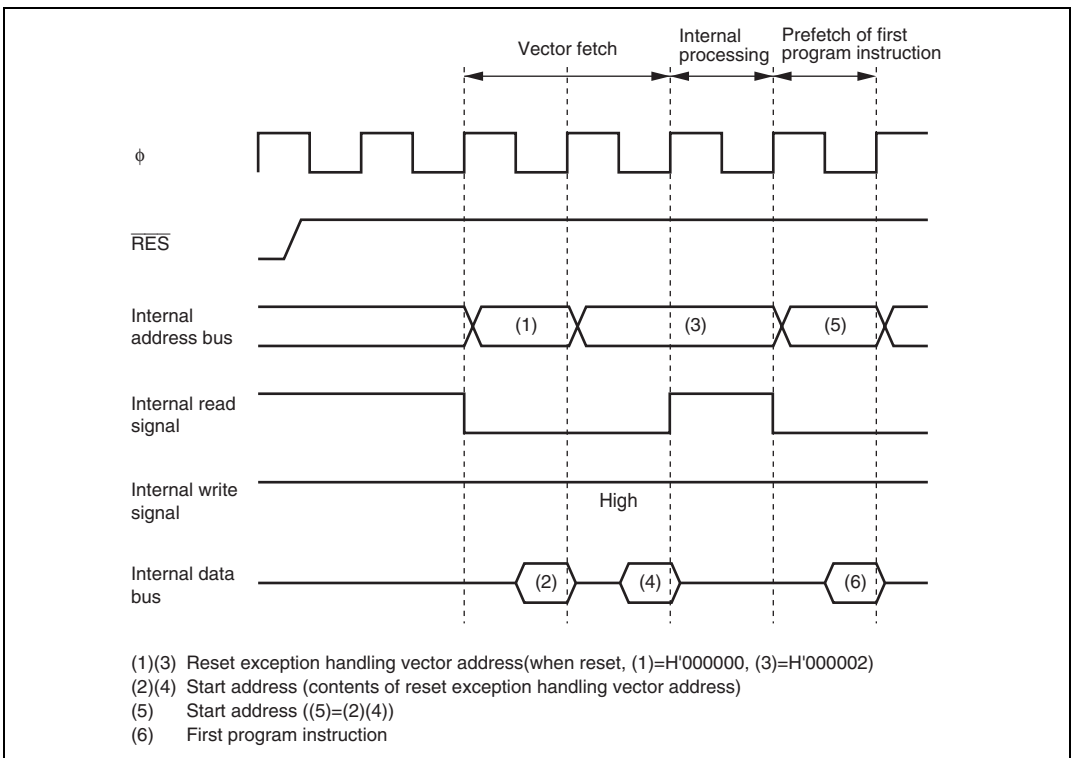 Vector fetch
Internal
processing
Prefetch of first
program instruction
ϕ
RES
Internal
address bus
(1)
(3)
(5)
Internal read
signal
Internal write
signal
High
Internal data
bus
(2)
(4)
(6)
(1)(3) Reset exception handling vector address(when reset, (1)=H'000000, (3)=H'000002)
(2)(4) Start address (contents of reset exception handling vector address)
(5) Start address ((5)=(2)(4))
(6) First program instruction